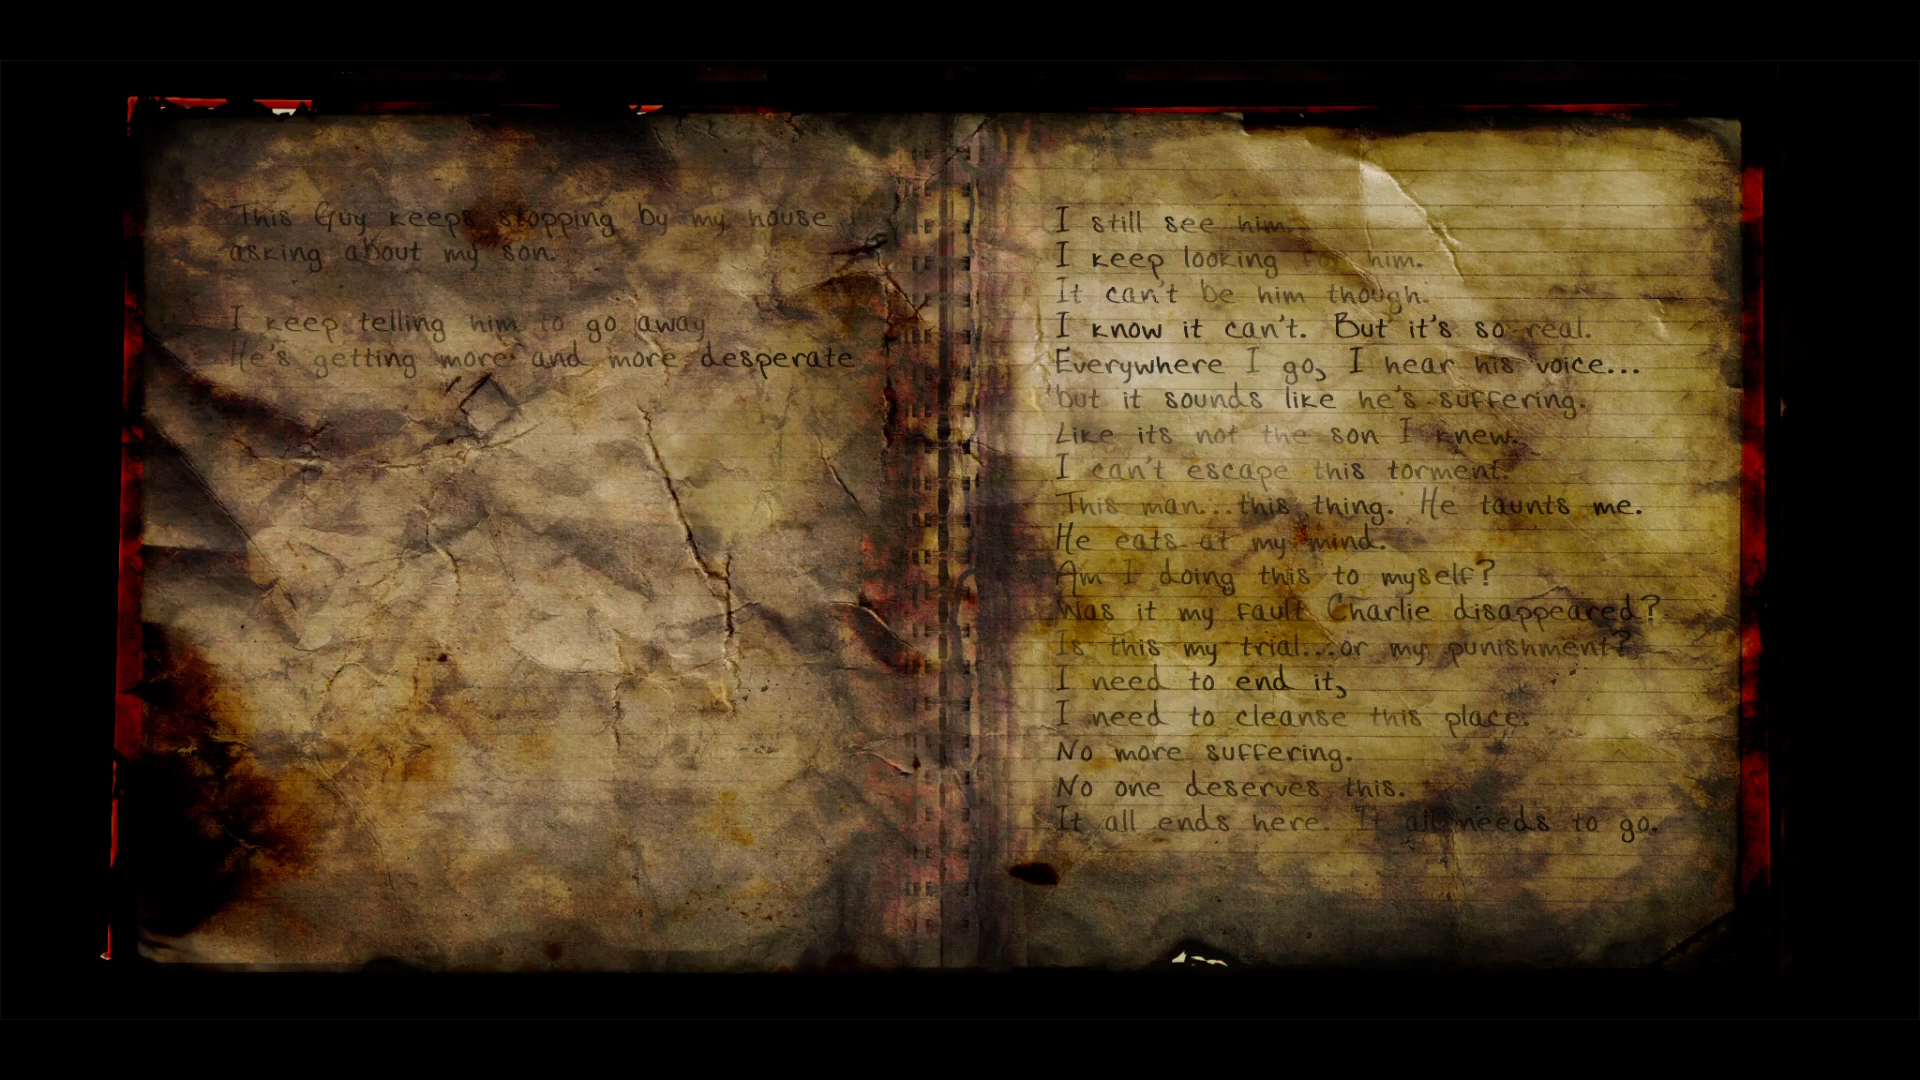 This Guy keeps stopping by my house
asking about my son.
I keep telling him to go away
He's getting more and more desperate
I still see him.
I keep looking for him.
It can't be him though.
I know it can't. But it's so real.
Everywhere I go, I hear his voice...
but it sounds like he's suffering.
Like its not the son I knew.
I can't escape this torment.
This man...this thing. He taunts me.
He eats at my mind.
Am I doing this to myself?
Was it my fault Charlie disappeared?
Is this my trial...or my punishment?
I need to end it,
I need to cleanse this place.
No more suffering.
No one deserves this.
It all ends here. It all needs to go.